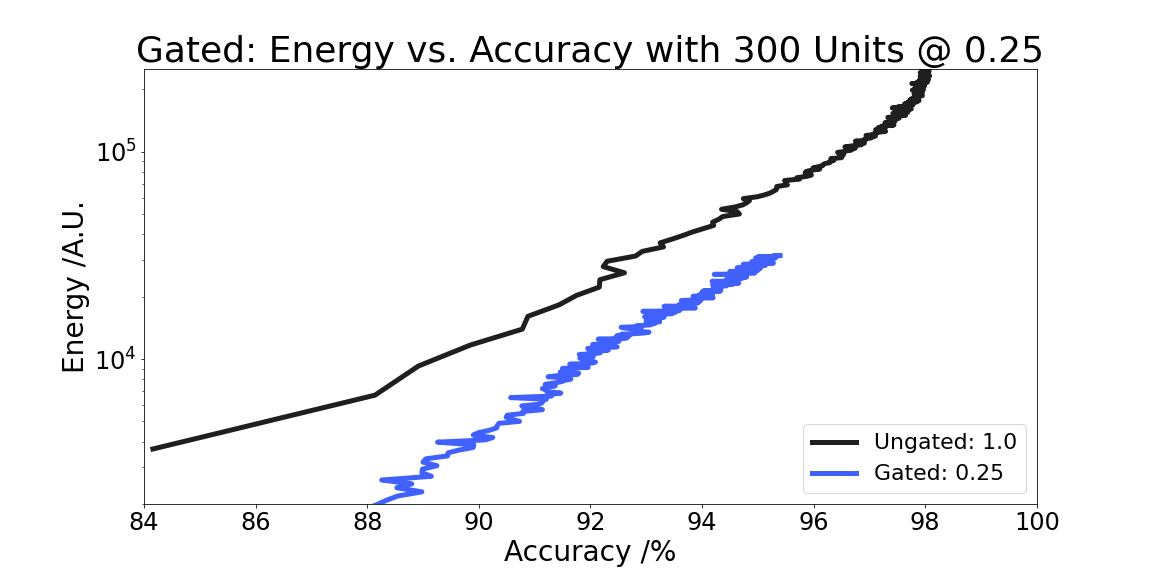 Gated: Energy vs. Accuracy with 300 Units @ 0.25
10^5
10^4
Energy /A.U.
Ungated: 1.0
Gated: 0.25
84 86 88 90 92 94 96 98 100
Accuracy /%